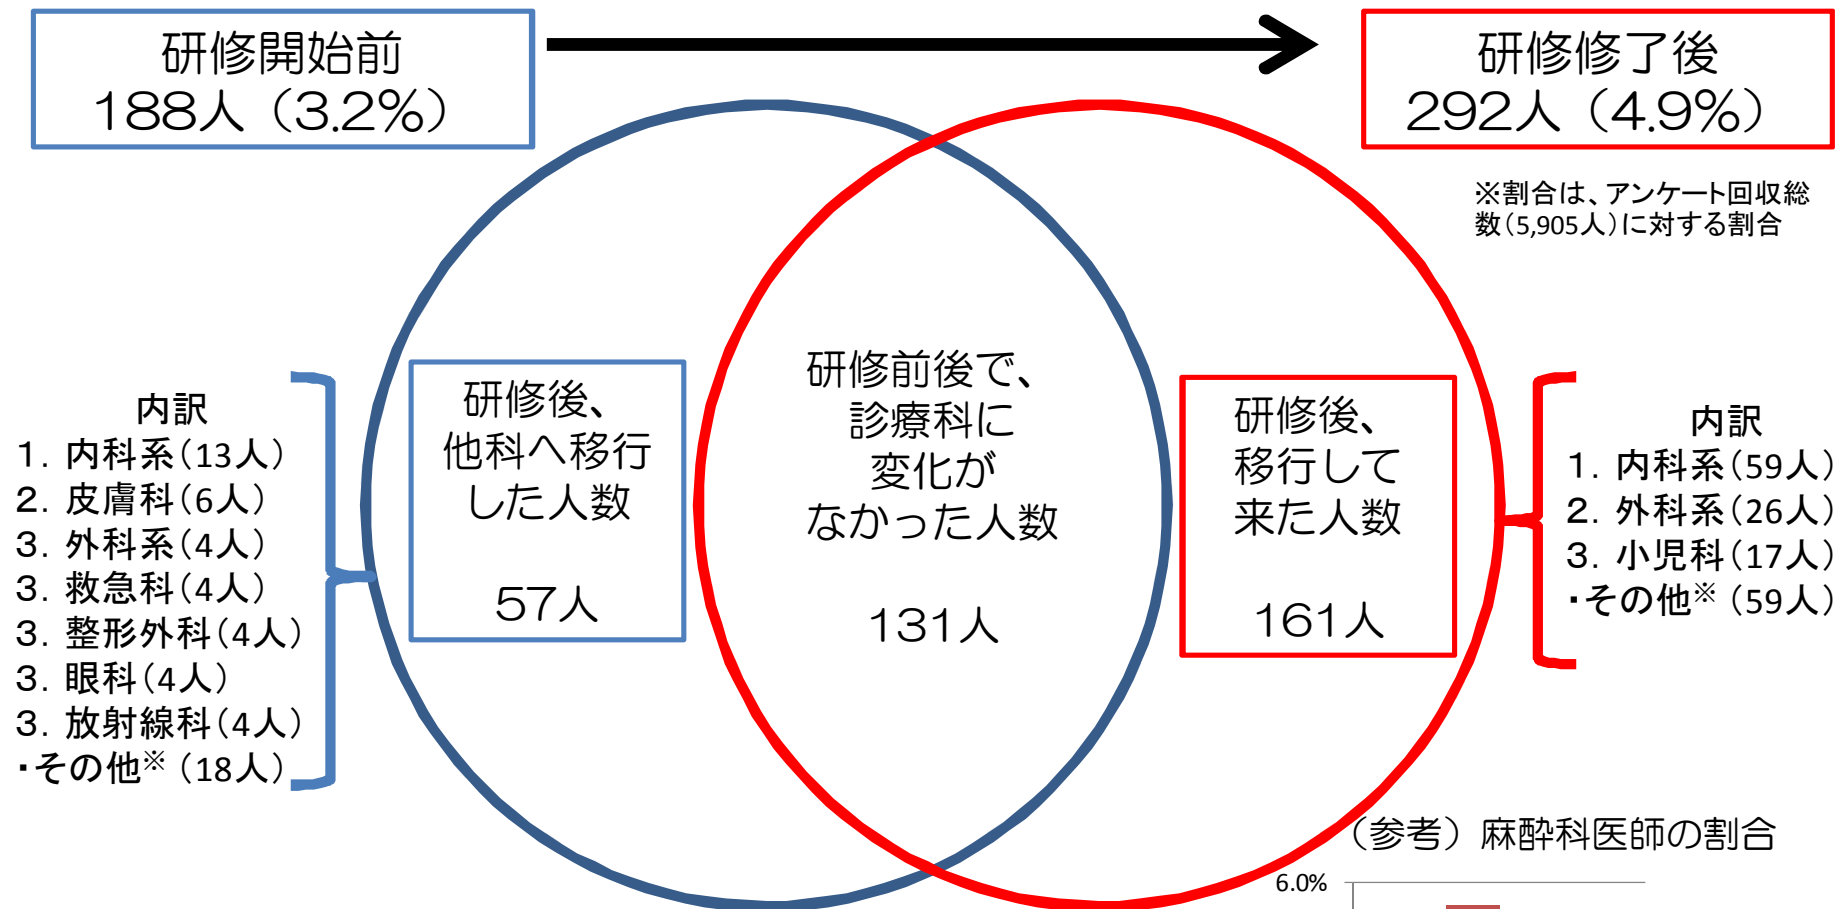 研修開始前
188人（3.2%）
研修修了後
292人（4.9%）
※割合は、アンケート回収総
数（5,905人）に対する割合
内訳
1. 内科系（13人）
2. 皮膚科（6人）
3. 外科系（4人）
3. 救急科（4人）
3. 整形外科（4人）
3. 眼科（4人）
3. 放射線科（4人）
・その他※（18人）
研修後、
他科へ移行
した人数
57人
研修前後で、
診療科に
変化が
なかった人数
131人
研修後、
移行して
来た人数
161人
内訳
1. 内科系（59人）
2. 外科系（26人）
3. 小児科（17人）
・その他※（59人）
（参考）麻酔科医師の割合
6.0%